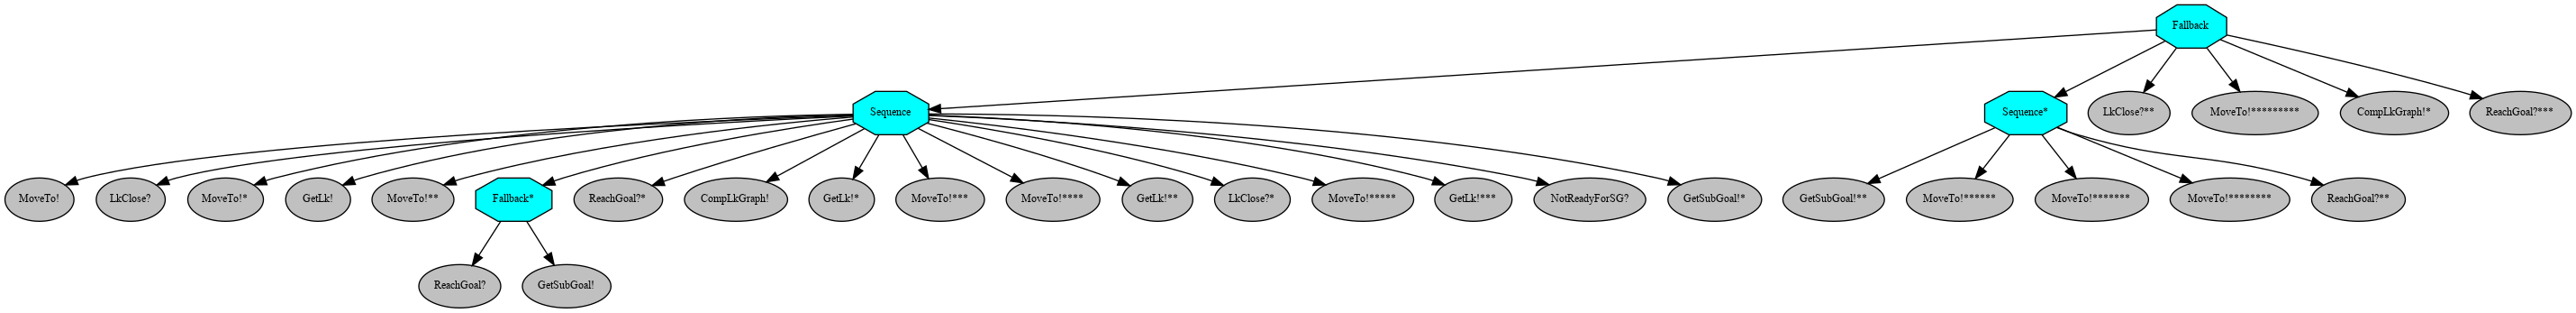 Fallback
Sequence
Sequence*
LkClose?**
MoveTo!*********
CompLkGraph!*
ReachGoal?***
MoveTo!
LkClose?
MoveTo!*
GetLk!
MoveTo!**
Fallback*
ReachGoal?*
CompLkGraph!
GetLk!*
MoveTo!***
MoveTo!****
GetLk!**
LkClose?*
MoveTo!*****
GetLk!***
NotReadyForSG?
GetSubGoal!*
GetSubGoal!**
MoveTo!******
MoveTo!*******
MoveTo!********
ReachGoal?**
ReachGoal?
GetSubGoal!